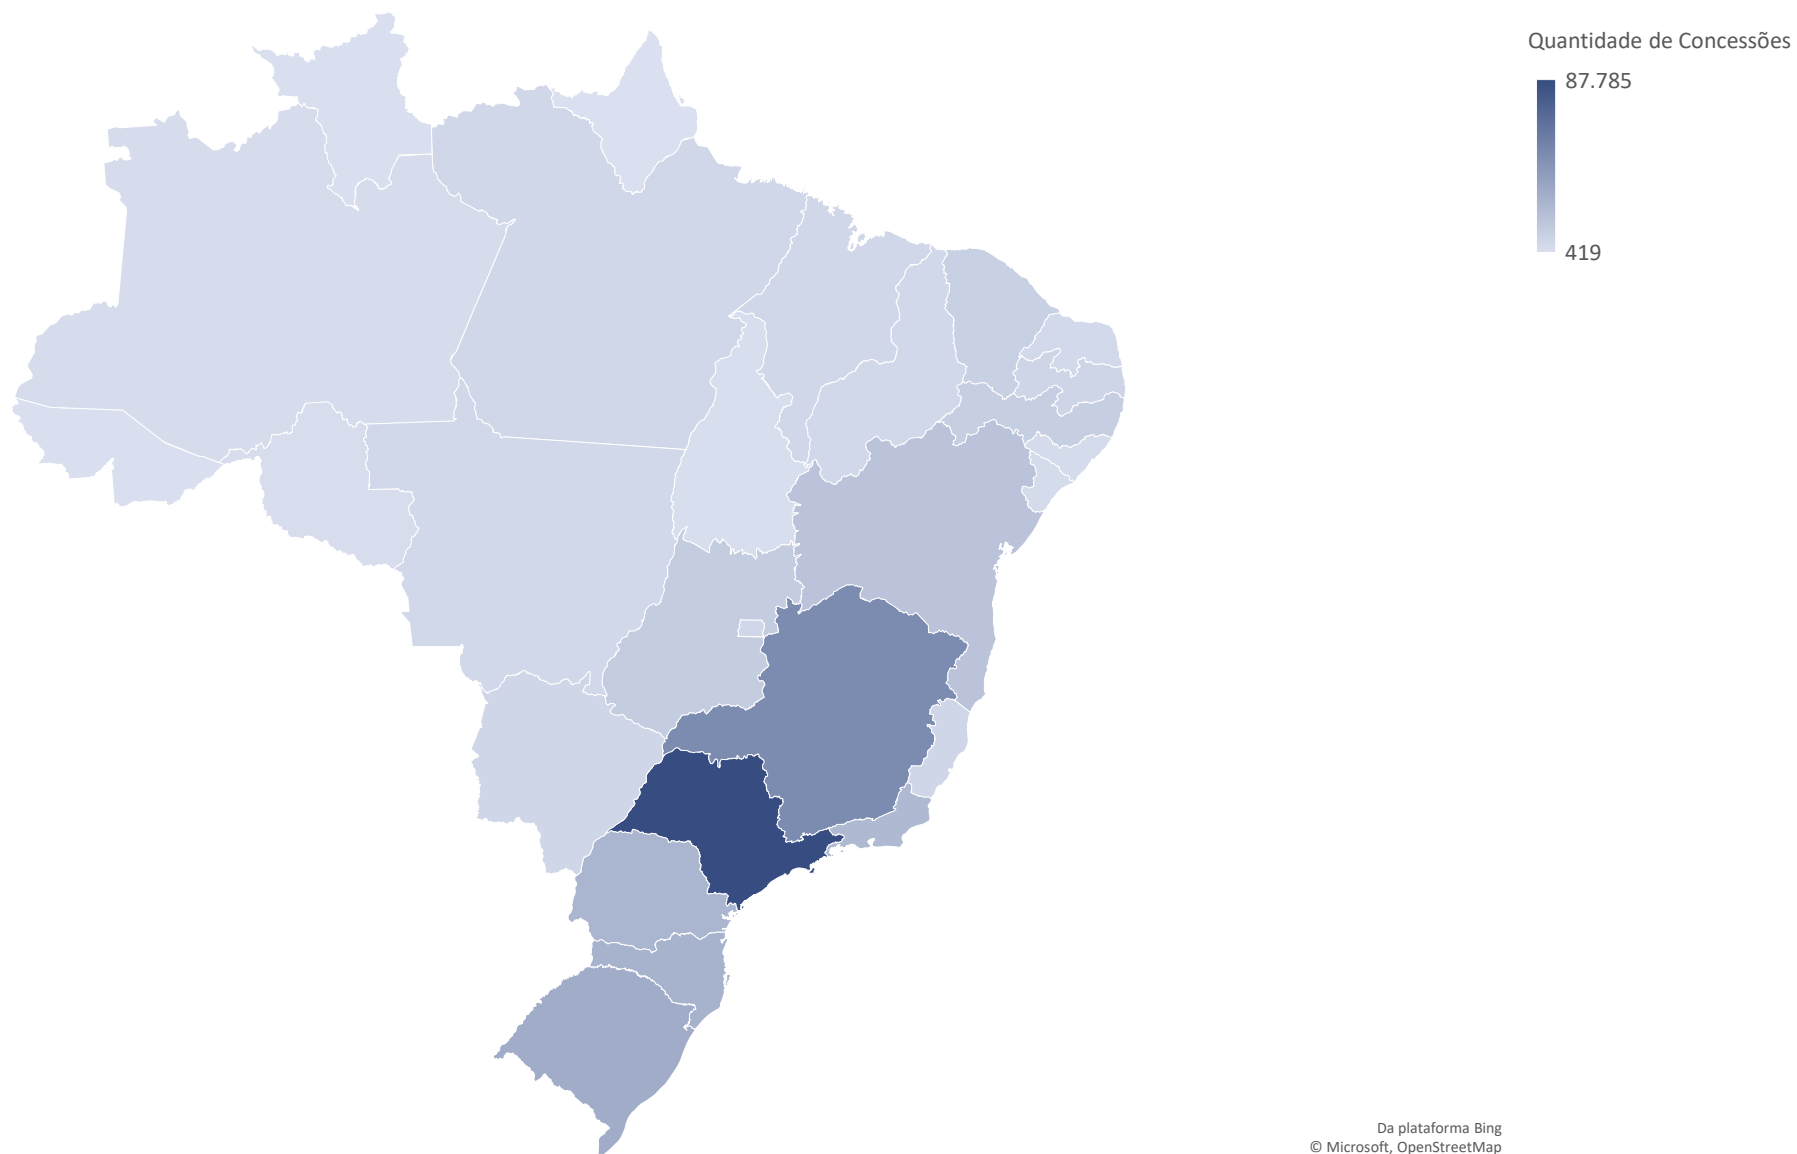 Quantidade de Concessões
87.785
419
Da plataforma Bing
© Microsoft, OpenStreetMap